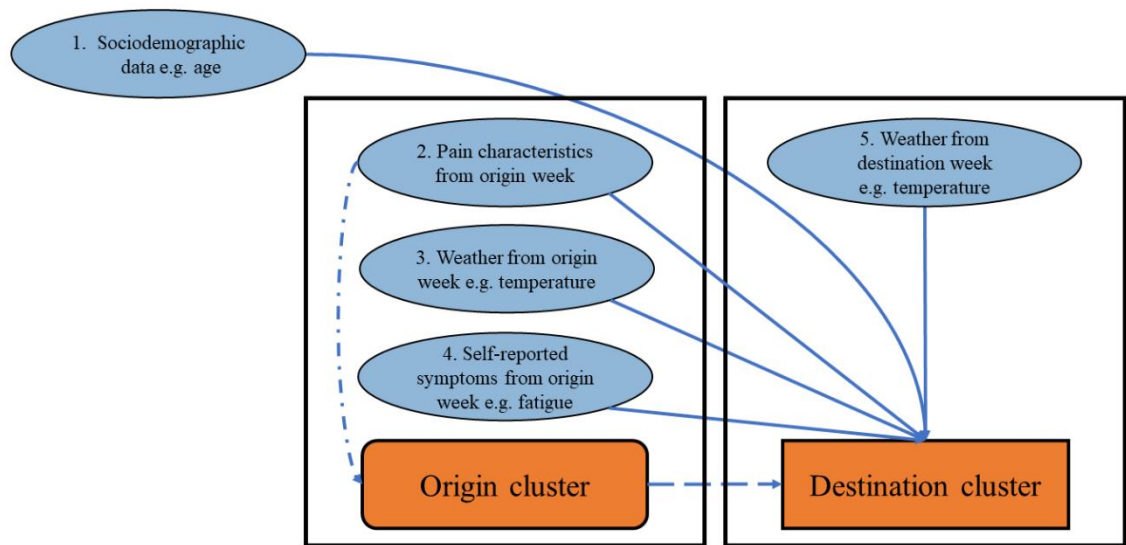 1. Sociodemographic
data e.g. age
2. Pain characteristics
from origin week
3. Weather from origin
week e.g. temperature
4. Self-reported
symptoms from origin
week e.g. fatigue
Origin cluster
5. Weather from
destination week
e.g. temperature
Destination cluster